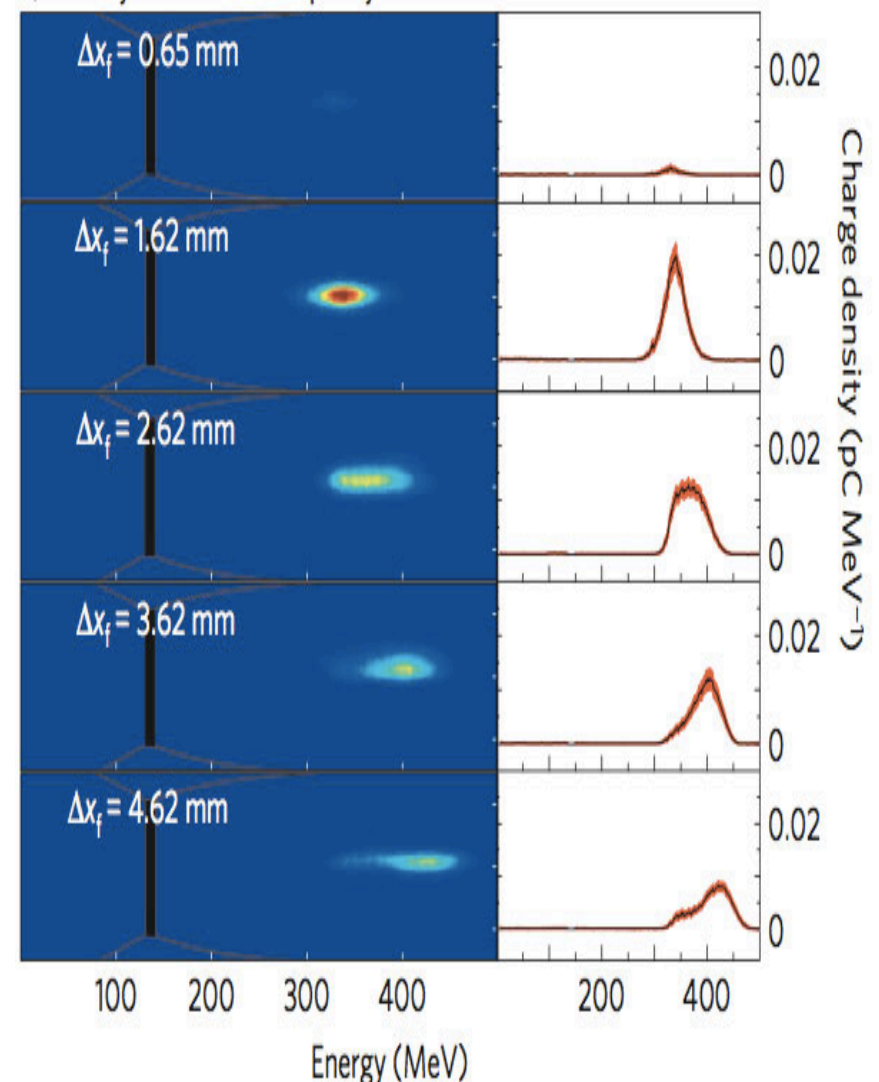 Δx_f = 0.65 mm
0.02
0
Δx_f = 1.62 mm
0.02
0
Δx_f = 2.62 mm
0.02
0
Δx_f = 3.62 mm
0.02
0
Δx_f = 4.62 mm
0.02
0
Charge density (pC MeV⁻¹)
100 200 300 400 200 400
Energy (MeV)